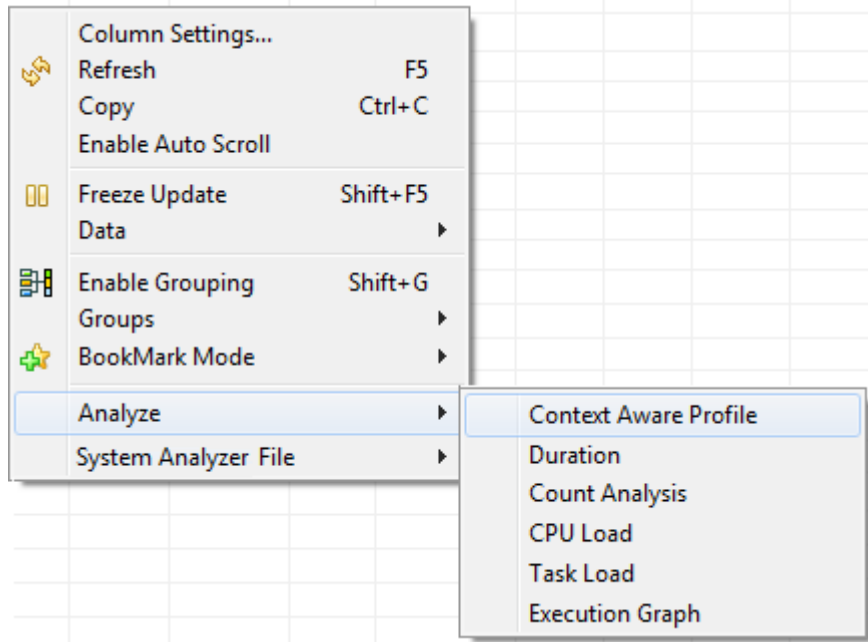 Column Settings...
Refresh F5
Copy Ctrl+C
Enable Auto Scroll
Freeze Update Shift+F5
Data
Enable Grouping Shift+G
Groups
BookMark Mode
Analyze
System Analyzer File
Context Aware Profile
Duration
Count Analysis
CPU Load
Task Load
Execution Graph